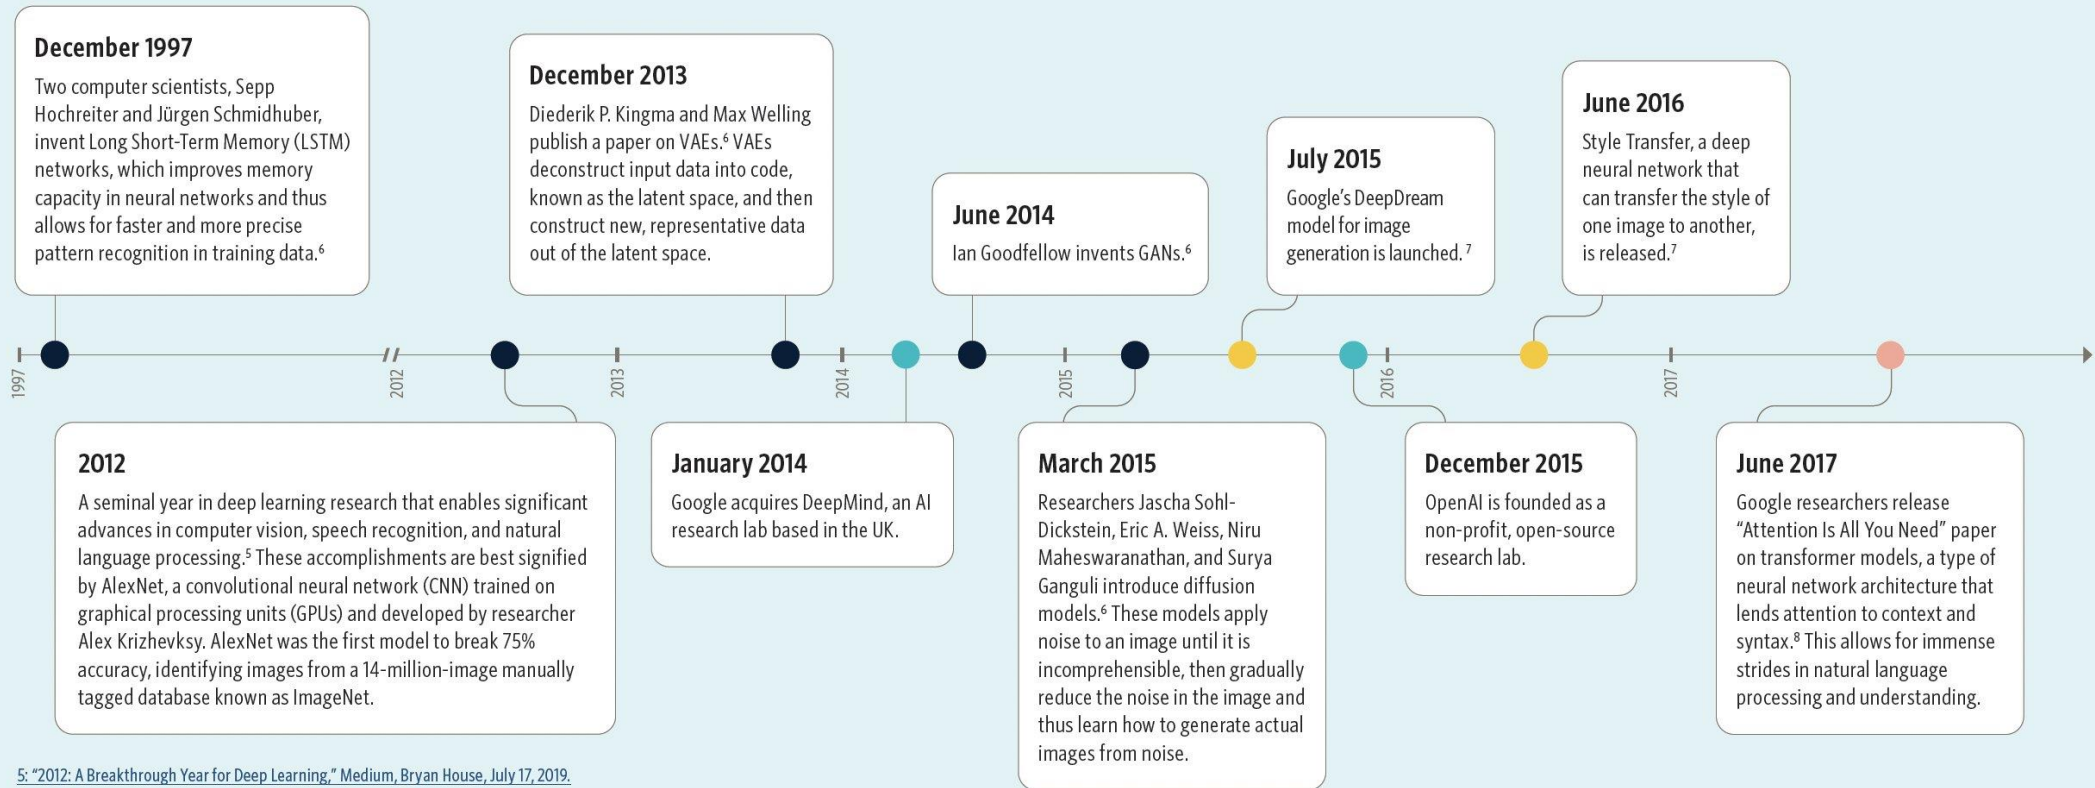 December 1997
Two computer scientists, Sepp
Hochreiter and Jürgen Schmidhuber,
invent Long Short-Term Memory (LSTM)
networks, which improves memory
capacity in neural networks and thus
allows for faster and more precise
pattern recognition in training data.⁶
December 2013
Diederik P. Kingma and Max Welling
publish a paper on VAEs.⁶ VAEs
deconstruct input data into code,
known as the latent space, and then
construct new, representative data
out of the latent space.
June 2014
Ian Goodfellow invents GANs.⁶
July 2015
Google's DeepDream
model for image
generation is launched. ⁷
June 2016
Style Transfer, a deep
neural network that
can transfer the style of
one image to another,
is released.⁷
1997
2012
2013
2014
2015
2016
2017
2012
A seminal year in deep learning research that enables significant
advances in computer vision, speech recognition, and natural
language processing.⁵ These accomplishments are best signified
by AlexNet, a convolutional neural network (CNN) trained on
graphical processing units (GPUs) and developed by researcher
Alex Krizhevksy. AlexNet was the first model to break 75%
accuracy, identifying images from a 14-million-image manually
tagged database known as ImageNet.
January 2014
Google acquires DeepMind, an AI
research lab based in the UK.
March 2015
Researchers Jascha Sohl-
Dickstein, Eric A. Weiss, Niru
Maheswaranathan, and Surya
Ganguli introduce diffusion
models.⁶ These models apply
noise to an image until it is
incomprehensible, then gradually
reduce the noise in the image and
thus learn how to generate actual
images from noise.
December 2015
OpenAI is founded as a
non-profit, open-source
research lab.
June 2017
Google researchers release
“Attention Is All You Need” paper
on transformer models, a type of
neural network architecture that
lends attention to context and
syntax.⁸ This allows for immense
strides in natural language
processing and understanding.
5: “2012: A Breakthrough Year for Deep Learning,” Medium, Bryan House, July 17, 2019.